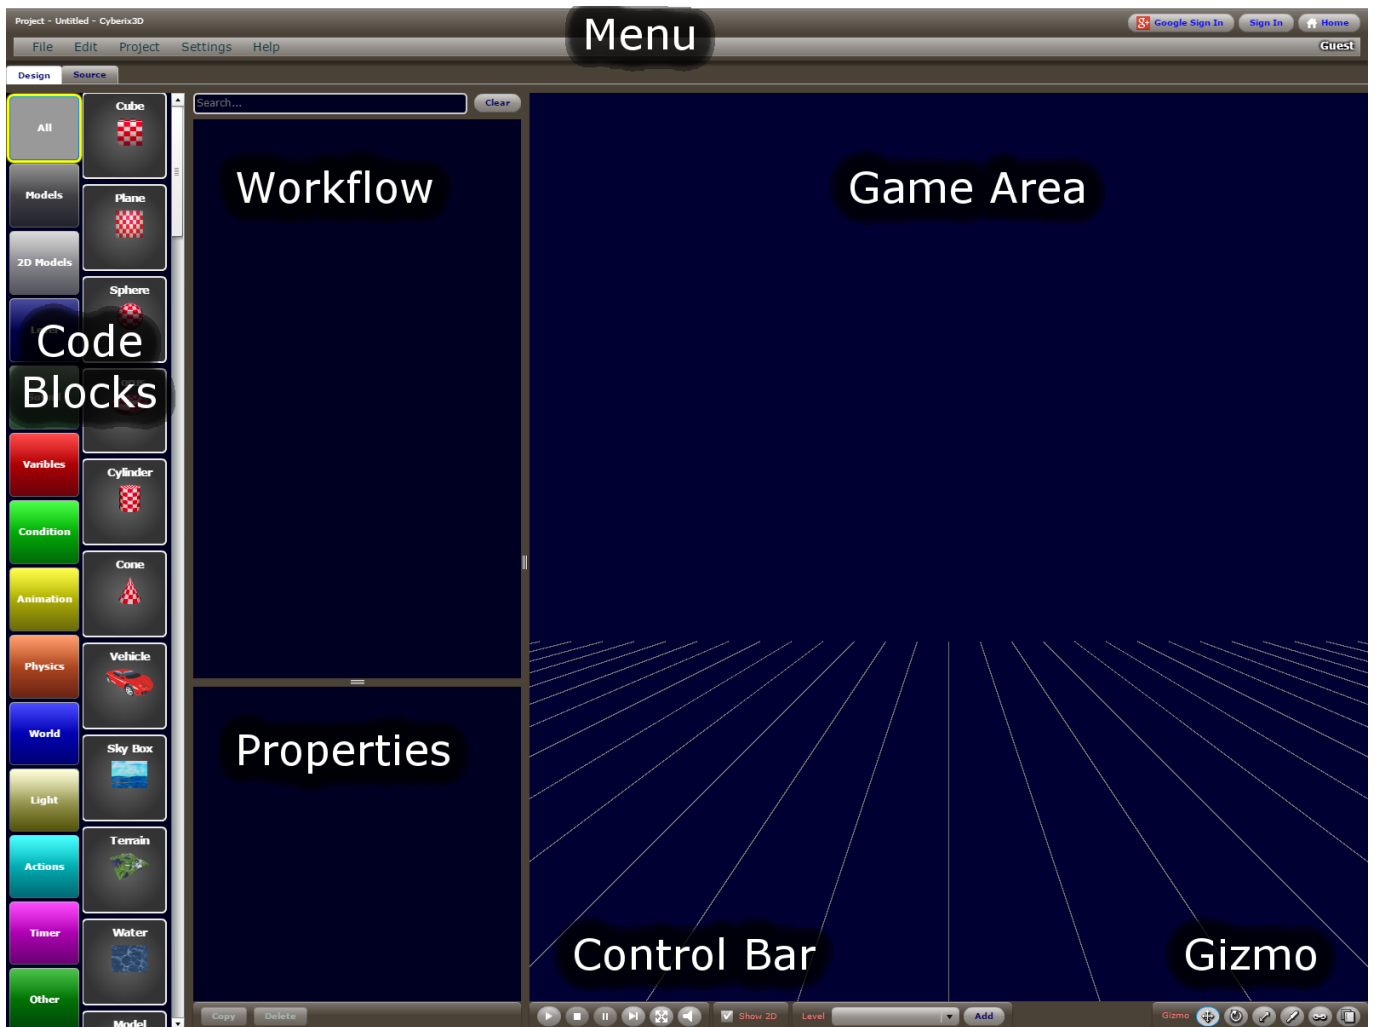 Project - Untitled - Cyberix3D
Menu
Google Sign In
Sign In
Home
File Edit Project Settings Help
Guest
Design Source
All
Models
2D Models
Varibles
Condition
Animation
Physics
World
Light
Actions
Timer
Other
Code
Blocks
Cube
Plane
Sphere
Cylinder
Cone
Vehicle
Sky Box
Terrain
Water
Model
Search...
Clear
Workflow
Properties
Copy Delete
Game Area
Control Bar
Gizmo
Show 2D
Level
Add
Gizmo